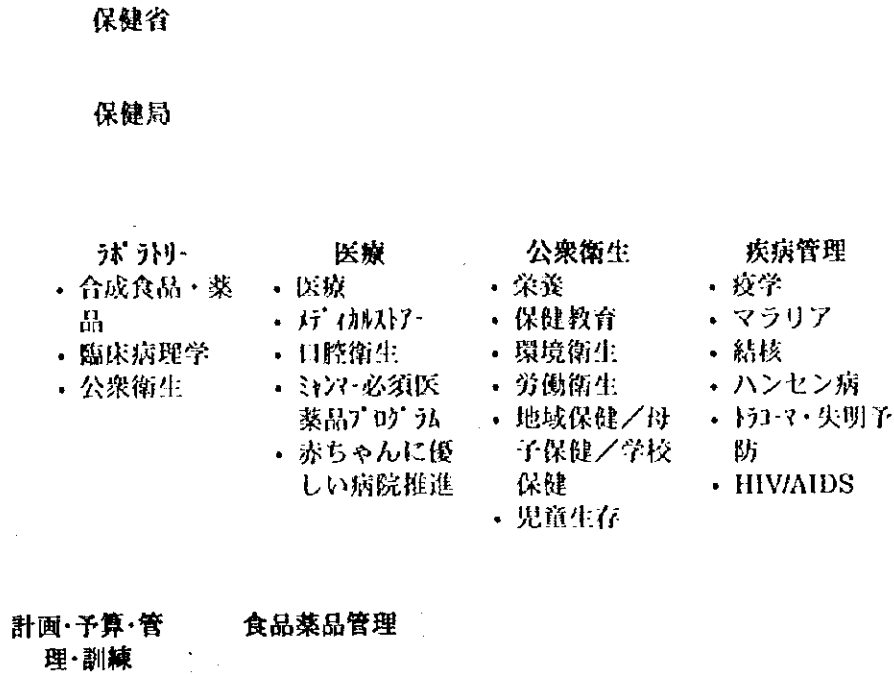 保健省
保健局
ﾗﾎﾞﾗﾄﾘｰ
・合成食品・薬
品
・臨床病理学
・公衆衛生
医療
・医療
・ﾒﾃﾞｨｶﾙｽﾄｱｰ
・口腔衛生
・ﾐｬﾝﾏｰ必須医
薬品ﾌﾟﾛｸﾞﾗﾑ
・赤ちゃんに優
しい病院推進
公衆衛生
・栄養
・保健教育
・環境衛生
・労働衛生
・地域保健／母
子保健／学校
保健
・児童生存
疾病管理
・疫学
・マラリア
・結核
・ハンセン病
・ﾄﾗｺｰﾏ・失明予
防
・HIV/AIDS
計画・予算・管
理・訓練
食品薬品管理